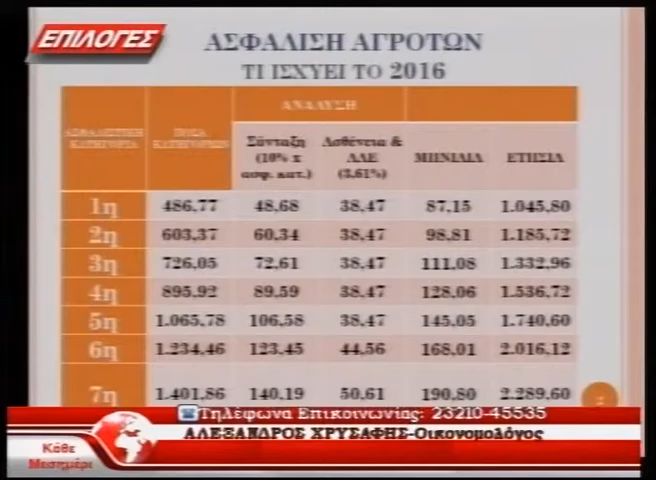 ΕΠΙΛΟΓΕΣ
ΑΣΦΑΛΙΣΗ ΑΓΡΟΤΩΝ
ΤΙ ΙΣΧΥΕΙ ΤΟ 2016
ΑΣΦΑΛΙΣΤΙΚΗ ΚΑΤΗΓΟΡΙΑ
ΠΟΣΑ ΚΑΤΗΓΟΡΙΩΝ
ΑΝΑΛΥΣΗ
Σύνταξη (10% x ασφ. κατ.)
Ασθένεια & ΛΑΕ (3,61%)
ΜΗΝΙΑΙΑ
ΕΤΗΣΙΑ
1η 486,77 48,68 38,47 87,15 1.045,80
2η 603,37 60,34 38,47 98,81 1.185,72
3η 726,05 72,61 38,47 111,08 1.332,96
4η 895,92 89,59 38,47 128,06 1.536,72
5η 1.065,78 106,58 38,47 145,05 1.740,60
6η 1.234,46 123,45 44,56 168,01 2.016,12
7η 1.401,86 140,19 50,61 190,80 2.289,60
Τηλέφωνα Επικοινωνίας: 23210-45535
ΑΛΕΞΑΝΔΡΟΣ ΧΡΥΣΑΦΗΣ-Οικονομολόγος
Κάθε
Μεσημέρι